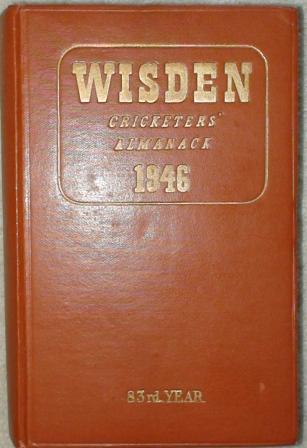 WISDEN
CRICKETERS'
ALMANACK
1946
83rd. YEAR